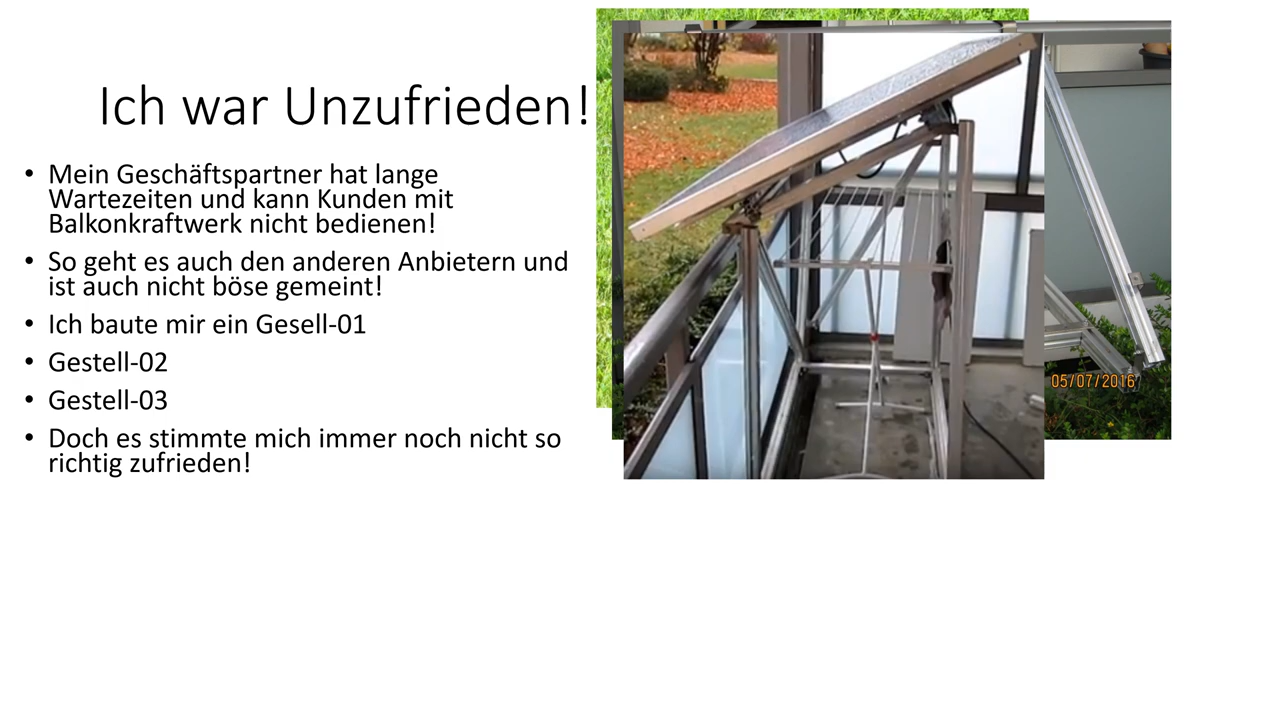 Ich war Unzufrieden!
• Mein Geschäftspartner hat lange
Wartezeiten und kann Kunden mit
Balkonkraftwerk nicht bedienen!
• So geht es auch den anderen Anbietern und
ist auch nicht böse gemeint!
• Ich baute mir ein Gesell-01
• Gestell-02
• Gestell-03
• Doch es stimmte mich immer noch nicht so
richtig zufrieden!
05/07/2016